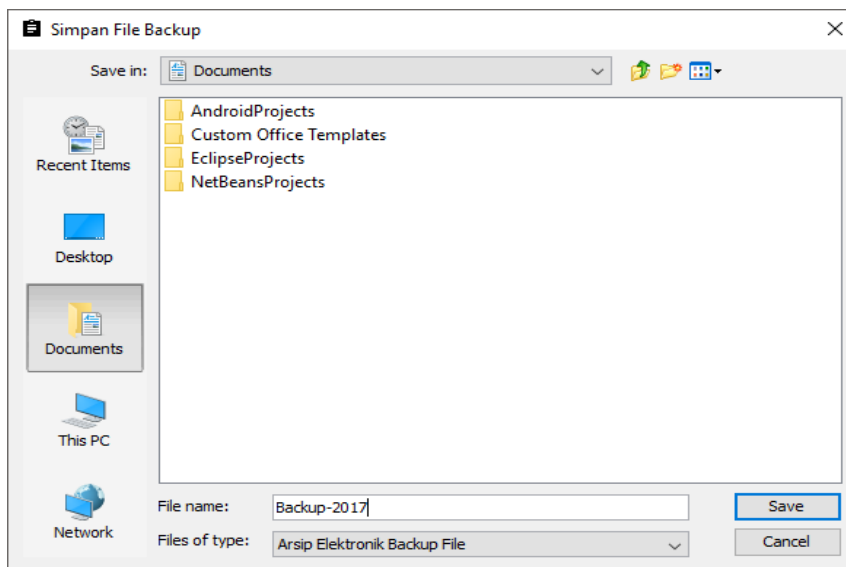 Simpan File Backup
Save in: Documents
AndroidProjects
Custom Office Templates
EclipseProjects
NetBeansProjects
Recent Items
Desktop
Documents
This PC
Network
File name: Backup-2017 Save
Files of type: Arsip Elektronik Backup File Cancel